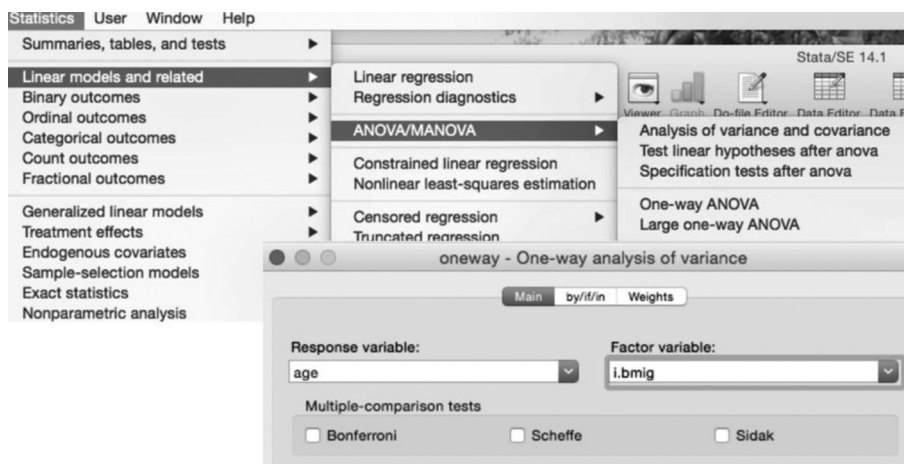 Statistics User Window Help
Summaries, tables, and tests
Linear models and related
Binary outcomes
Ordinal outcomes
Categorical outcomes
Count outcomes
Fractional outcomes
Generalized linear models
Treatment effects
Endogenous covariates
Sample-selection models
Exact statistics
Nonparametric analysis
Linear regression
Regression diagnostics
ANOVA/MANOVA
Constrained linear regression
Nonlinear least-squares estimation
Censored regression
Truncated regression
Stata/SE 14.1
Viewer Graph Do-file Editor Data Editor Data
Analysis of variance and covariance
Test linear hypotheses after anova
Specification tests after anova
One-way ANOVA
Large one-way ANOVA
oneway - One-way analysis of variance
Main by/if/in Weights
Response variable: Factor variable:
age i.bmig
Multiple-comparison tests
Bonferroni Scheffe Sidak